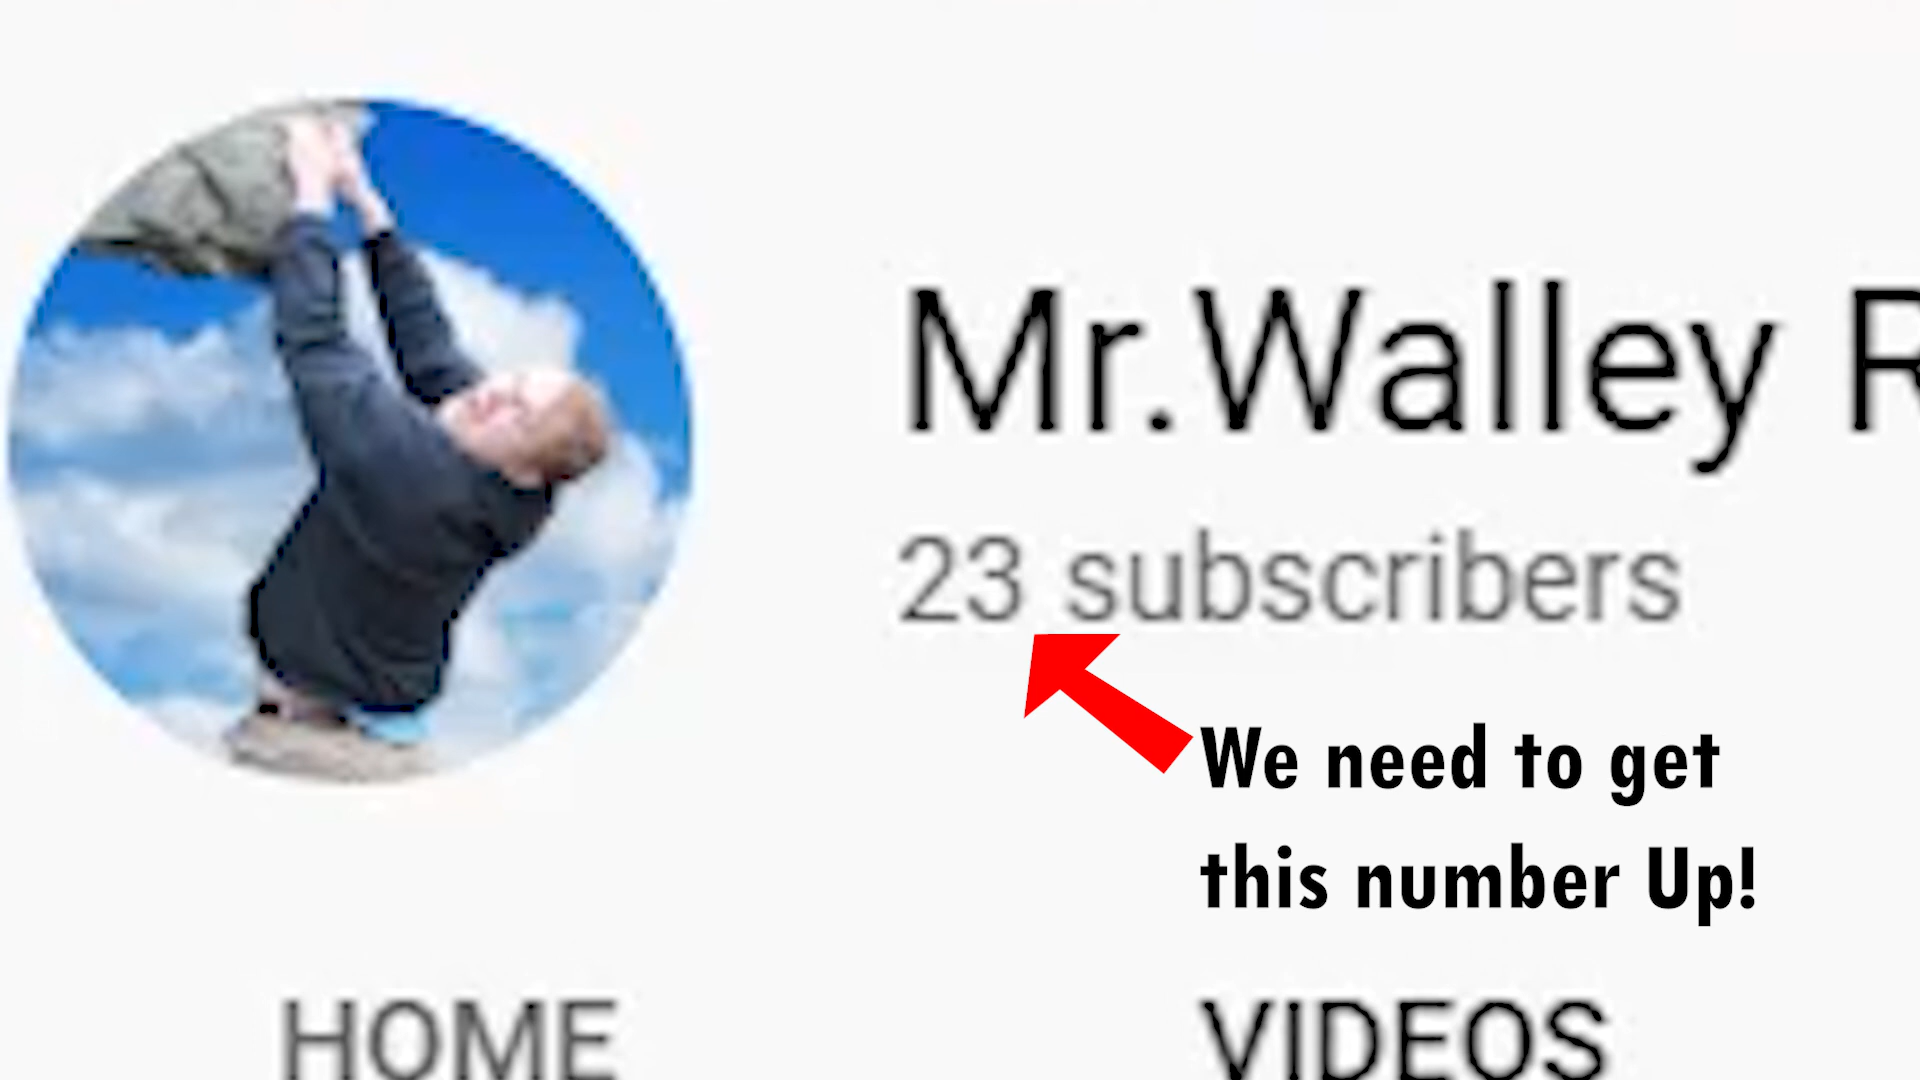 Mr.Walley R
23 subscribers
We need to get
this number Up!
HOME VIDEOS